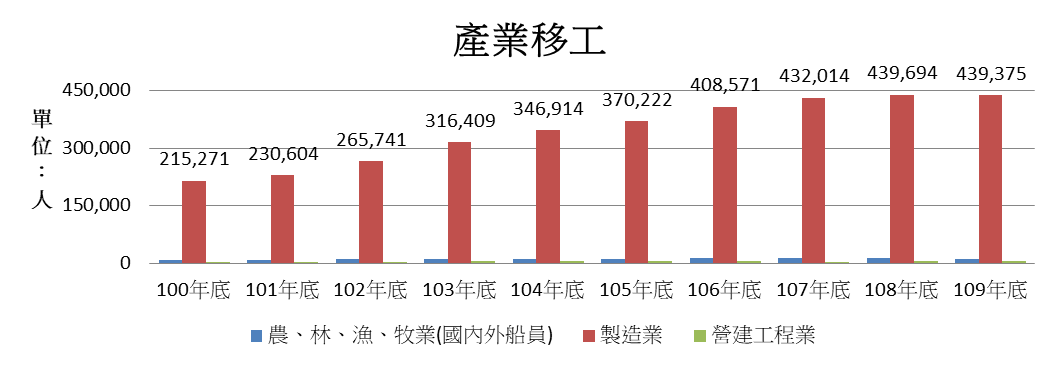 產業移工
單位：人
450,000
300,000
150,000
0
215,271
230,604
265,741
316,409
346,914
370,222
408,571
432,014
439,694
439,375
100年底
101年底
102年底
103年底
104年底
105年底
106年底
107年底
108年底
109年底
農、林、漁、牧業(國內外船員)
製造業
營建工程業